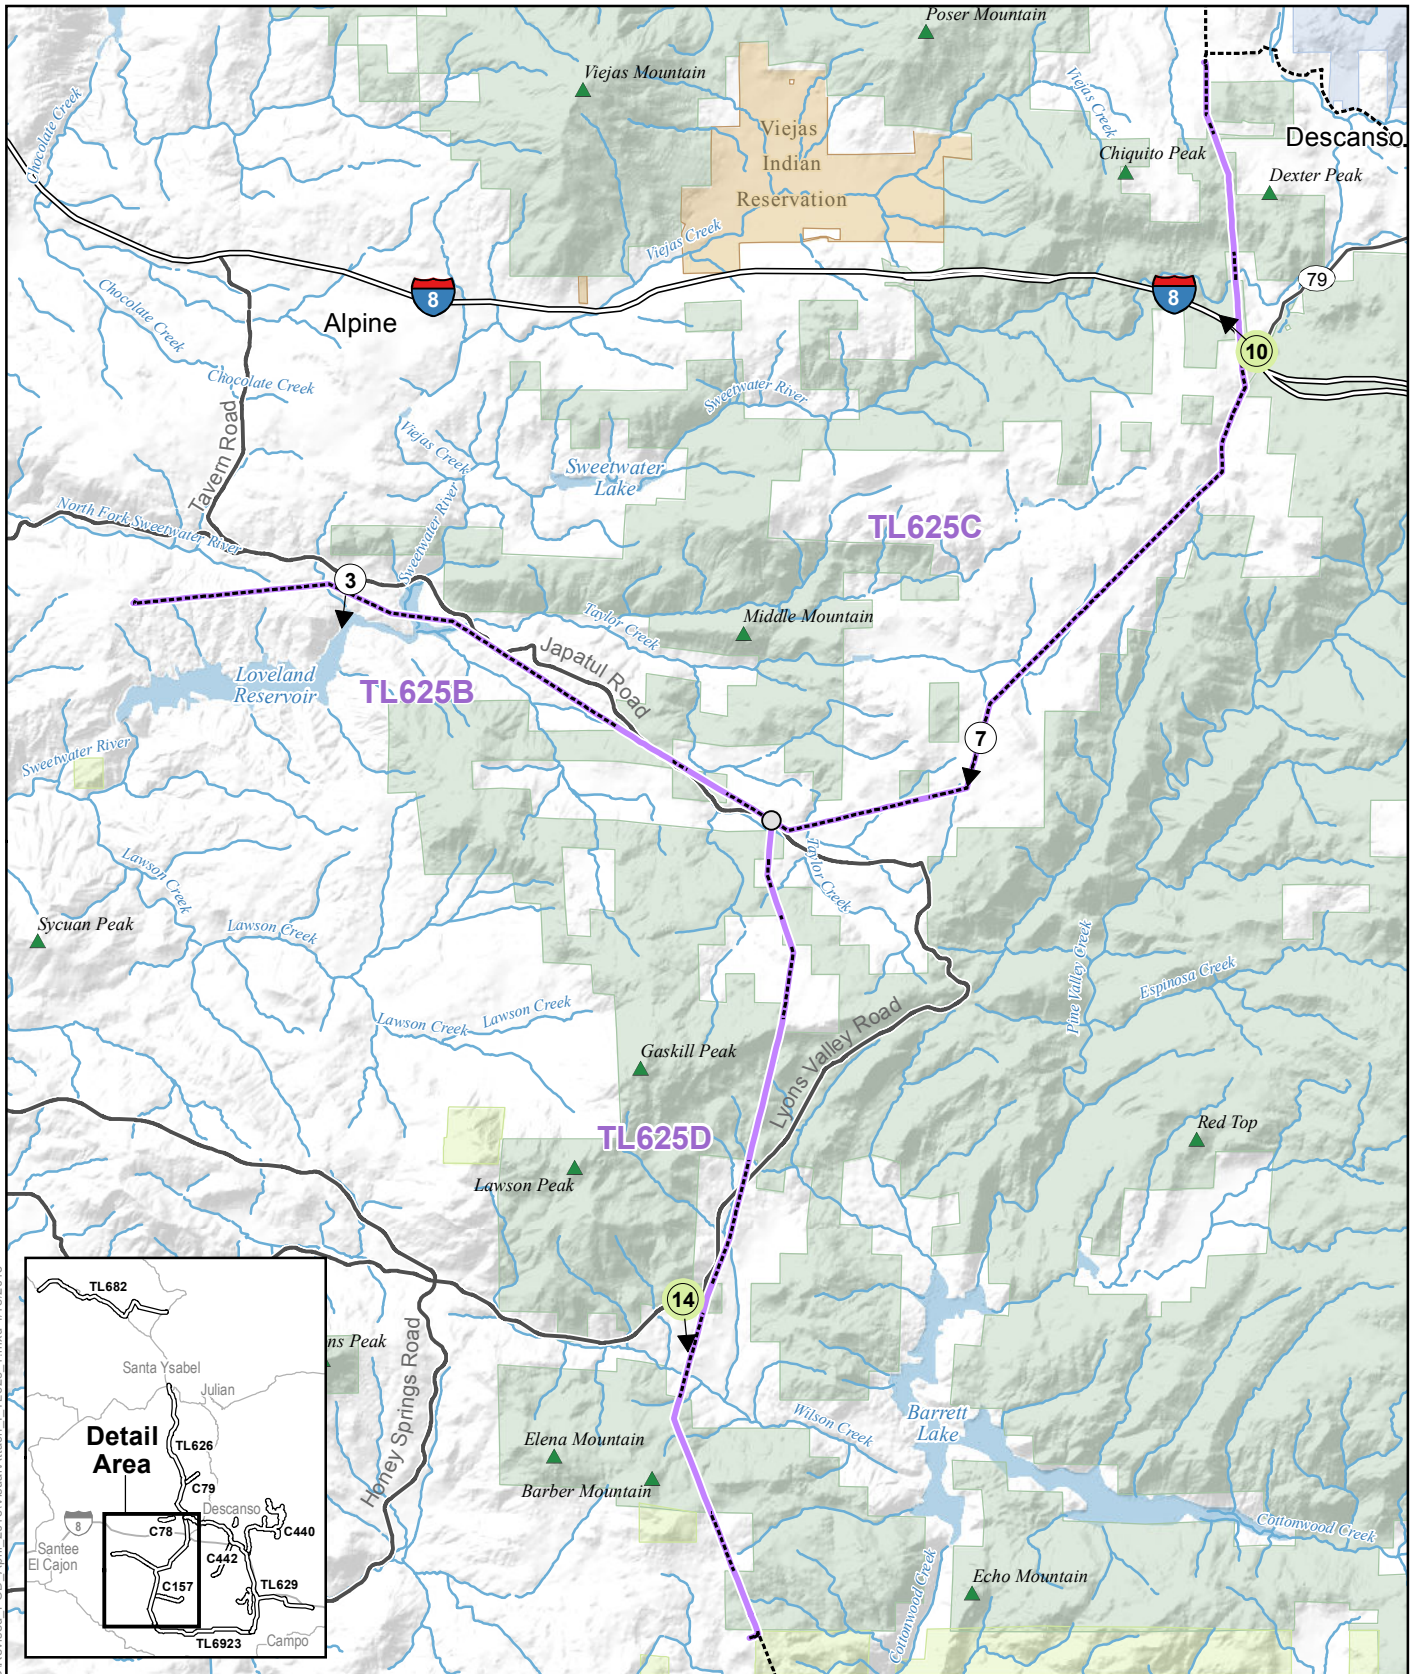 Poser Mountain
Viejas Mountain
Chocolate Creek
Viejas Creek
Viejas
Indian
Reservation
Descanso
Chiquito Peak
Dexter Peak
Viejas Creek
79
8
8
Chocolate Creek
Alpine
10
Chocolate Creek
Sweetwater River
Tavern Road
Viejas Creek
Sweetwater
Lake
North Fork Sweetwater River
Sweetwater River
TL625C
3
Taylor Creek
Middle Mountain
Japatul Road
Loveland
Reservoir
TL625B
Sweetwater River
7
Taylor Creek
Lawson Creek
Sycuan Peak
Lawson Creek
Pine Valley Creek
Espinosa Creek
Lawson Creek
Lawson Creek
Lyons Valley Road
Gaskill Peak
TL625D
Red Top
Lawson Peak
14
ns Peak
Honey Springs Road
Wilson Creek
Barrett
Lake
Elena Mountain
Barber Mountain
Cottonwood Creek
Echo Mountain
Cottonwood Creek
TL682
Santa Ysabel
Julian
Detail
Area
TL626
C79
Descanso
8
C78
C440
Santee
El Cajon
C442
C157
TL629
TL6923
Campo